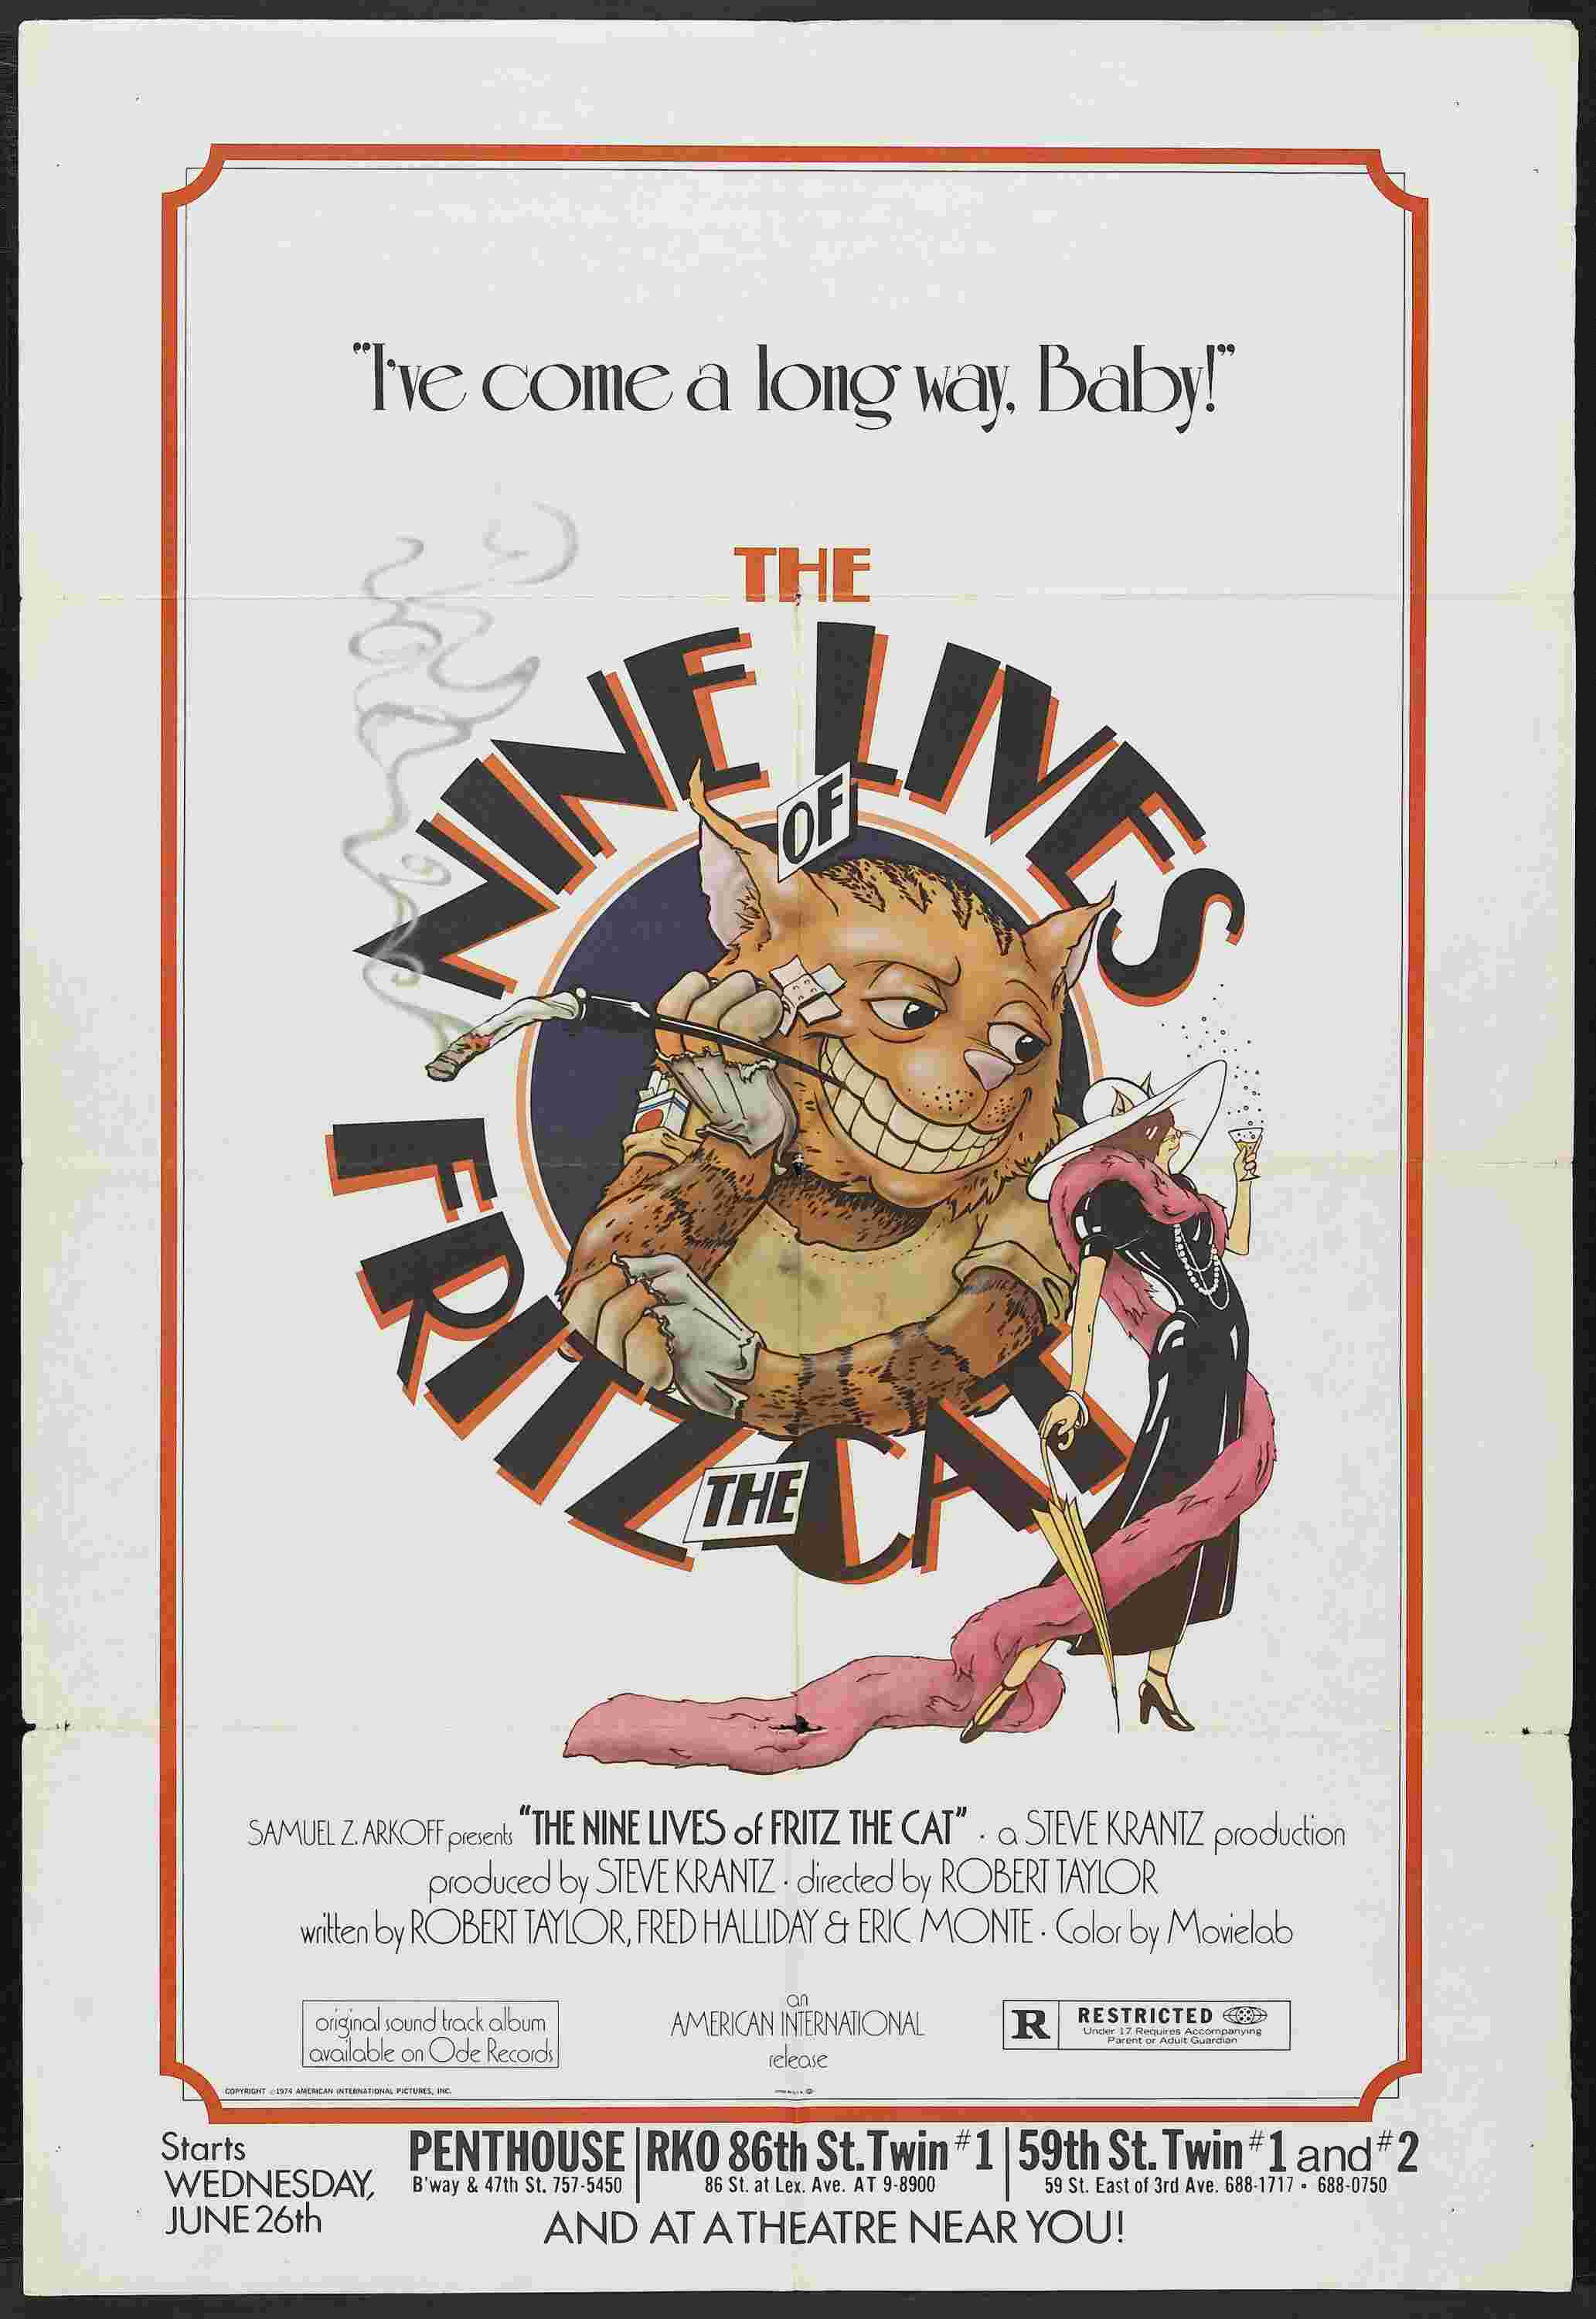 "I've come a long way, Baby!"
THE
NINE LIVES
OF
FRITZ THE CAT
SAMUEL Z. ARKOFF presents "THE NINE LIVES of FRITZ THE CAT" · a STEVE KRANTZ production
produced by STEVE KRANTZ · directed by ROBERT TAYLOR
written by ROBERT TAYLOR, FRED HALLIDAY & ERIC MONTE · Color by Movielab
original sound track album
available on Ode Records
an
AMERICAN INTERNATIONAL
release
R RESTRICTED
Under 17 Requires Accompanying
Parent or Adult Guardian
COPYRIGHT ©1974 AMERICAN INTERNATIONAL PICTURES, INC.
Starts
WEDNESDAY,
JUNE 26th
PENTHOUSE
B'way & 47th St. 757-5450
RKO 86th St. Twin #1
86 St. at Lex. Ave. AT 9-8900
59th St. Twin #1 and #2
59 St. East of 3rd Ave. 688-1717 • 688-0750
AND AT A THEATRE NEAR YOU!